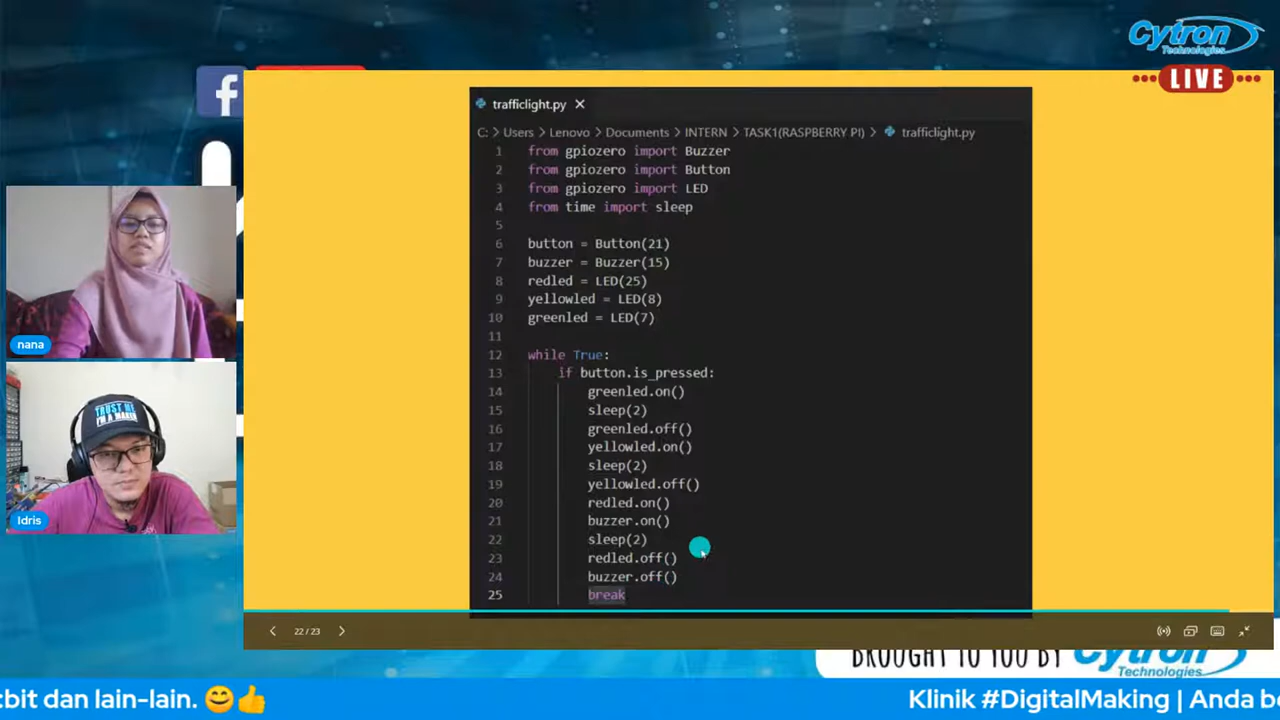 Cytron
Technologies
LIVE
f
trafficlight.py
C: > Users > Lenovo > Documents > INTERN > TASK1(RASPBERRY PI) > trafficlight.py
1 from gpiozero import Buzzer
2 from gpiozero import Button
3 from gpiozero import LED
4 from time import sleep
5
6 button = Button(21)
7 buzzer = Buzzer(15)
8 redled = LED(25)
9 yellowled = LED(8)
10 greenled = LED(7)
11
12 while True:
13 if button.is_pressed:
14 greenled.on()
15 sleep(2)
16 greenled.off()
17 yellowled.on()
18 sleep(2)
19 yellowled.off()
20 redled.on()
21 buzzer.on()
22 sleep(2)
23 redled.off()
24 buzzer.off()
25 break
nana
TRUST ME
I'M A MAKER
Idris
22 / 23
BROUGHT TO YOU BY Cytron
Technologies
:bit dan lain-lain. 😊👍 Klinik #DigitalMaking | Anda be